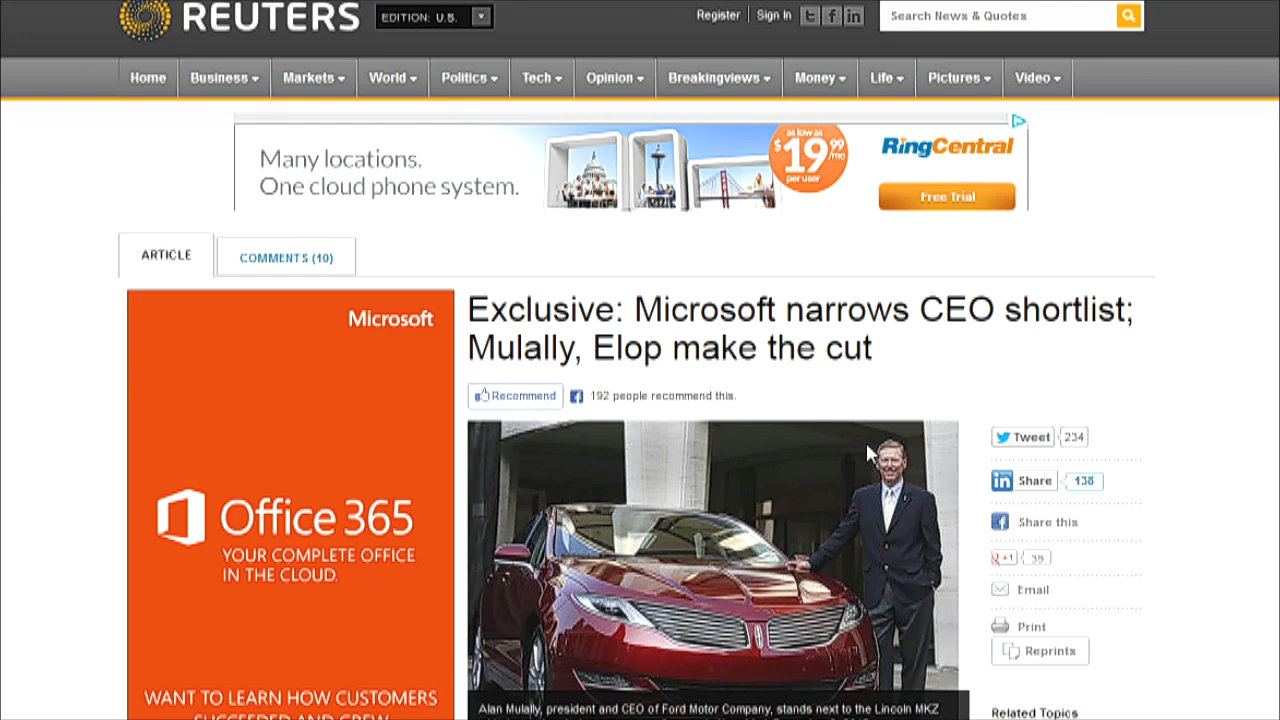 REUTERS
EDITION: U.S.
Register
Sign In
Search News & Quotes
Home
Business
Markets
World
Politics
Tech
Opinion
Breakingviews
Money
Life
Pictures
Video
Many locations.
One cloud phone system.
as low as
$19.99/mo
per user
RingCentral
Free Trial
ARTICLE
COMMENTS (10)
Microsoft
Office 365
YOUR COMPLETE OFFICE
IN THE CLOUD.
WANT TO LEARN HOW CUSTOMERS
Exclusive: Microsoft narrows CEO shortlist;
Mulally, Elop make the cut
Recommend
192 people recommend this.
Alan Mulally, president and CEO of Ford Motor Company, stands next to the Lincoln MKZ
Tweet
234
in Share
138
Share this
+1
39
Email
Print
Reprints
Related Topics